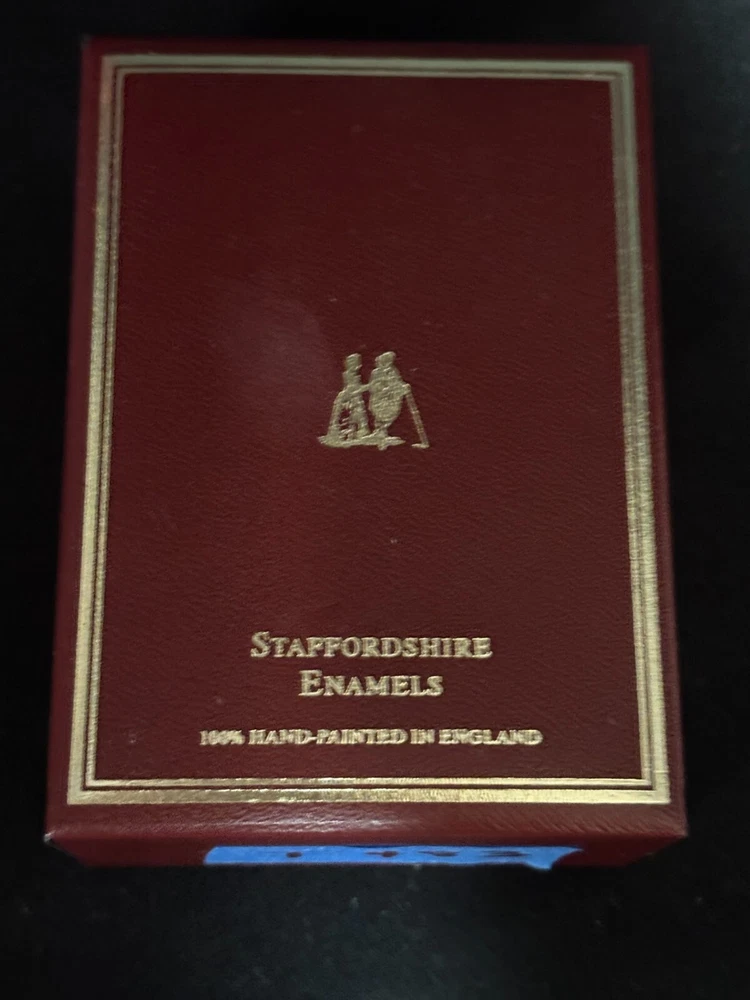 STAFFORDSHIRE
ENAMELS
100% HAND-PAINTED IN ENGLAND